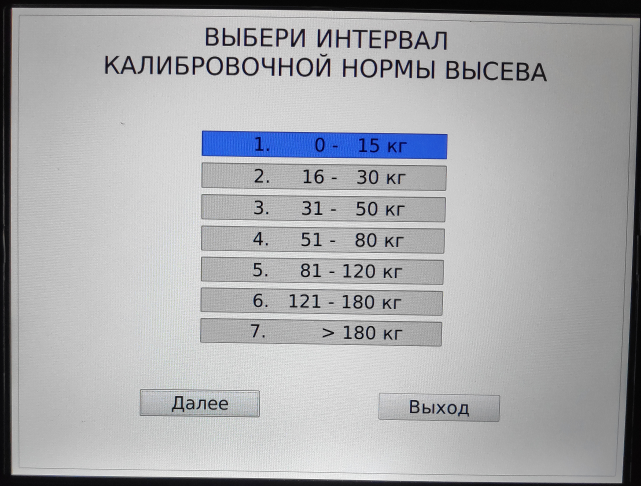 ВЫБЕРИ ИНТЕРВАЛ
КАЛИБРОВОЧНОЙ НОРМЫ ВЫСЕВА
1. 0 - 15 кг
2. 16 - 30 кг
3. 31 - 50 кг
4. 51 - 80 кг
5. 81 - 120 кг
6. 121 - 180 кг
7. > 180 кг
Далее Выход